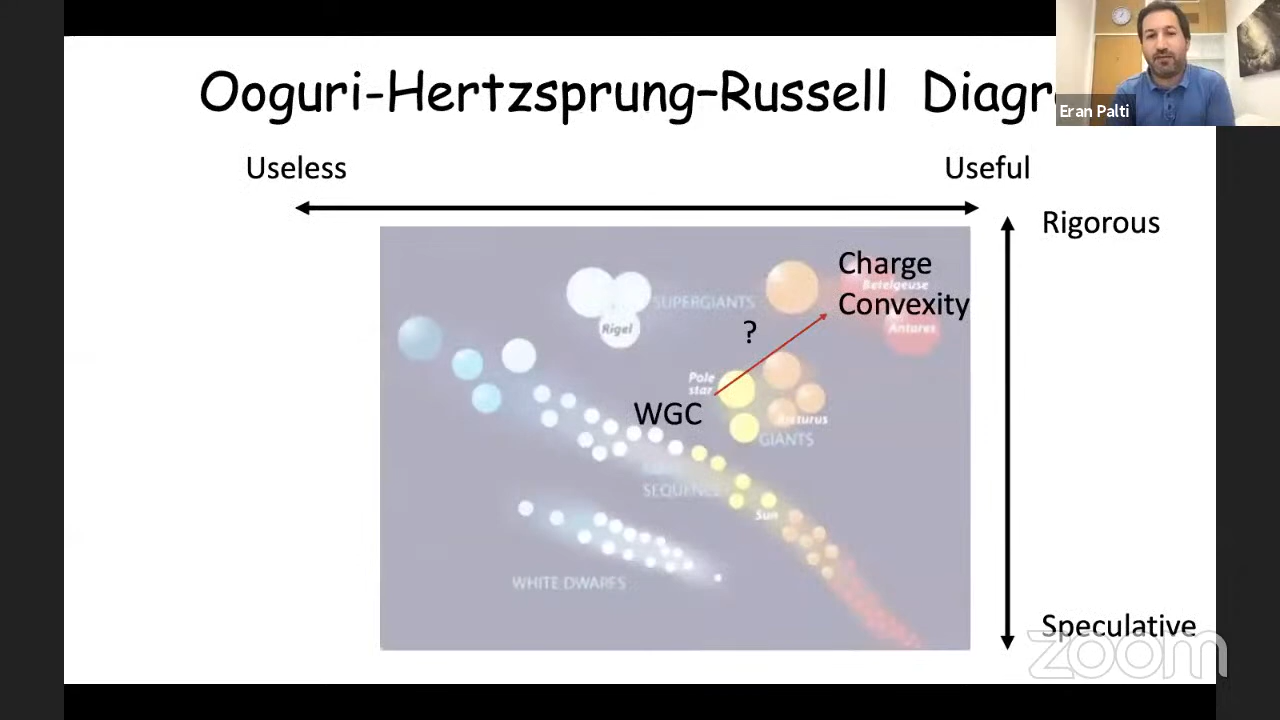 Ooguri-Hertzsprung-Russell Diagr
Eran Palti
Useless
Useful
Rigorous
Charge
Convexity
Betelgeuse
SUPERGIANTS
Rigel
Antares
?
Pole
star
WGC
GIANTS
SEQUENCE
Sun
WHITE DWARFS
Speculative
zoom